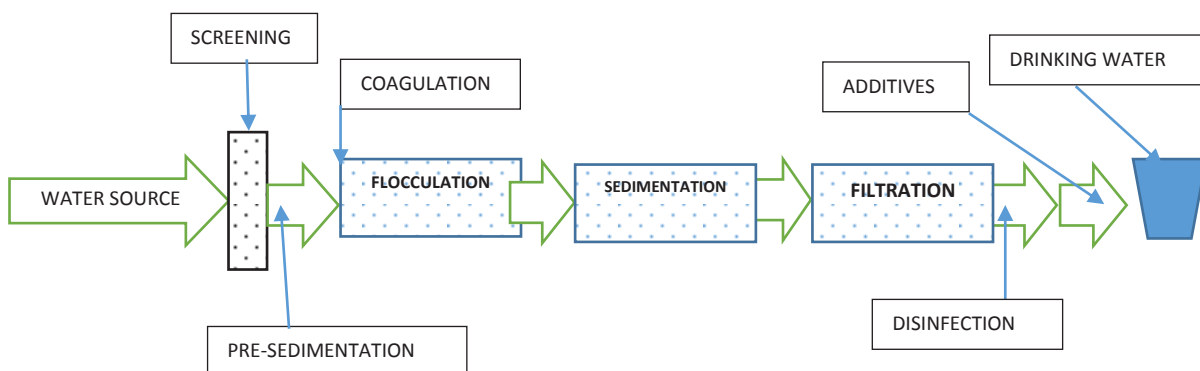 SCREENING
DRINKING WATER
COAGULATION
ADDITIVES
WATER SOURCE
FLOCCULATION
SEDIMENTATION
FILTRATION
DISINFECTION
PRE-SEDIMENTATION